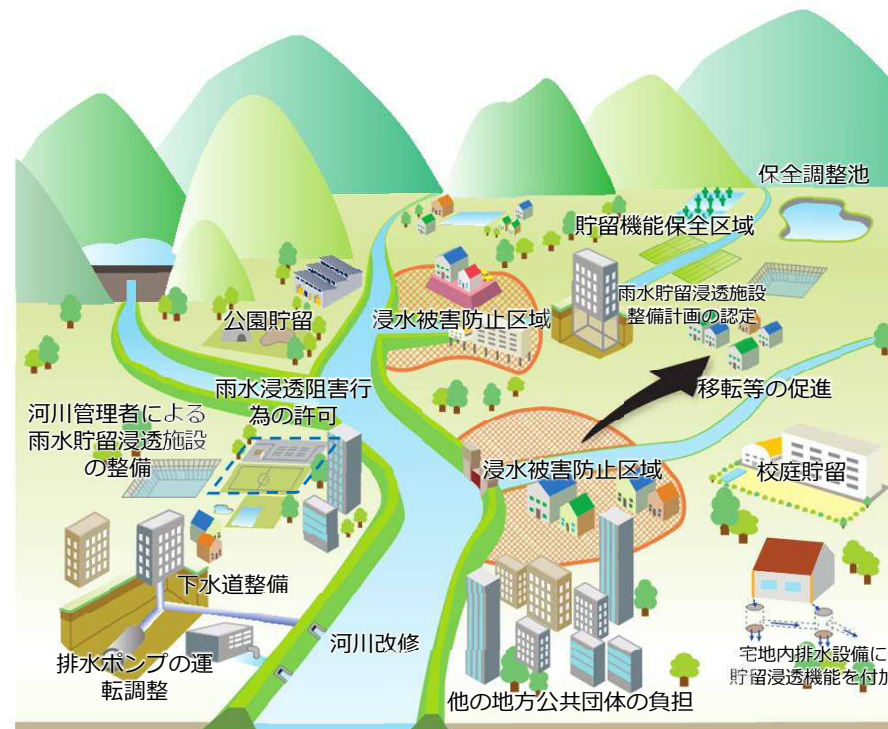 保全調整池
貯留機能保全区域
雨水貯留浸透施設
整備計画の認定
公園貯留
浸水被害防止区域
移転等の促進
雨水浸透阻害行
為の許可
河川管理者による
雨水貯留浸透施設
の整備
浸水被害防止区域
校庭貯留
下水道整備
河川改修
排水ポンプの運
転調整
他の地方公共団体の負担
宅地内排水設備に
貯留浸透機能を付加